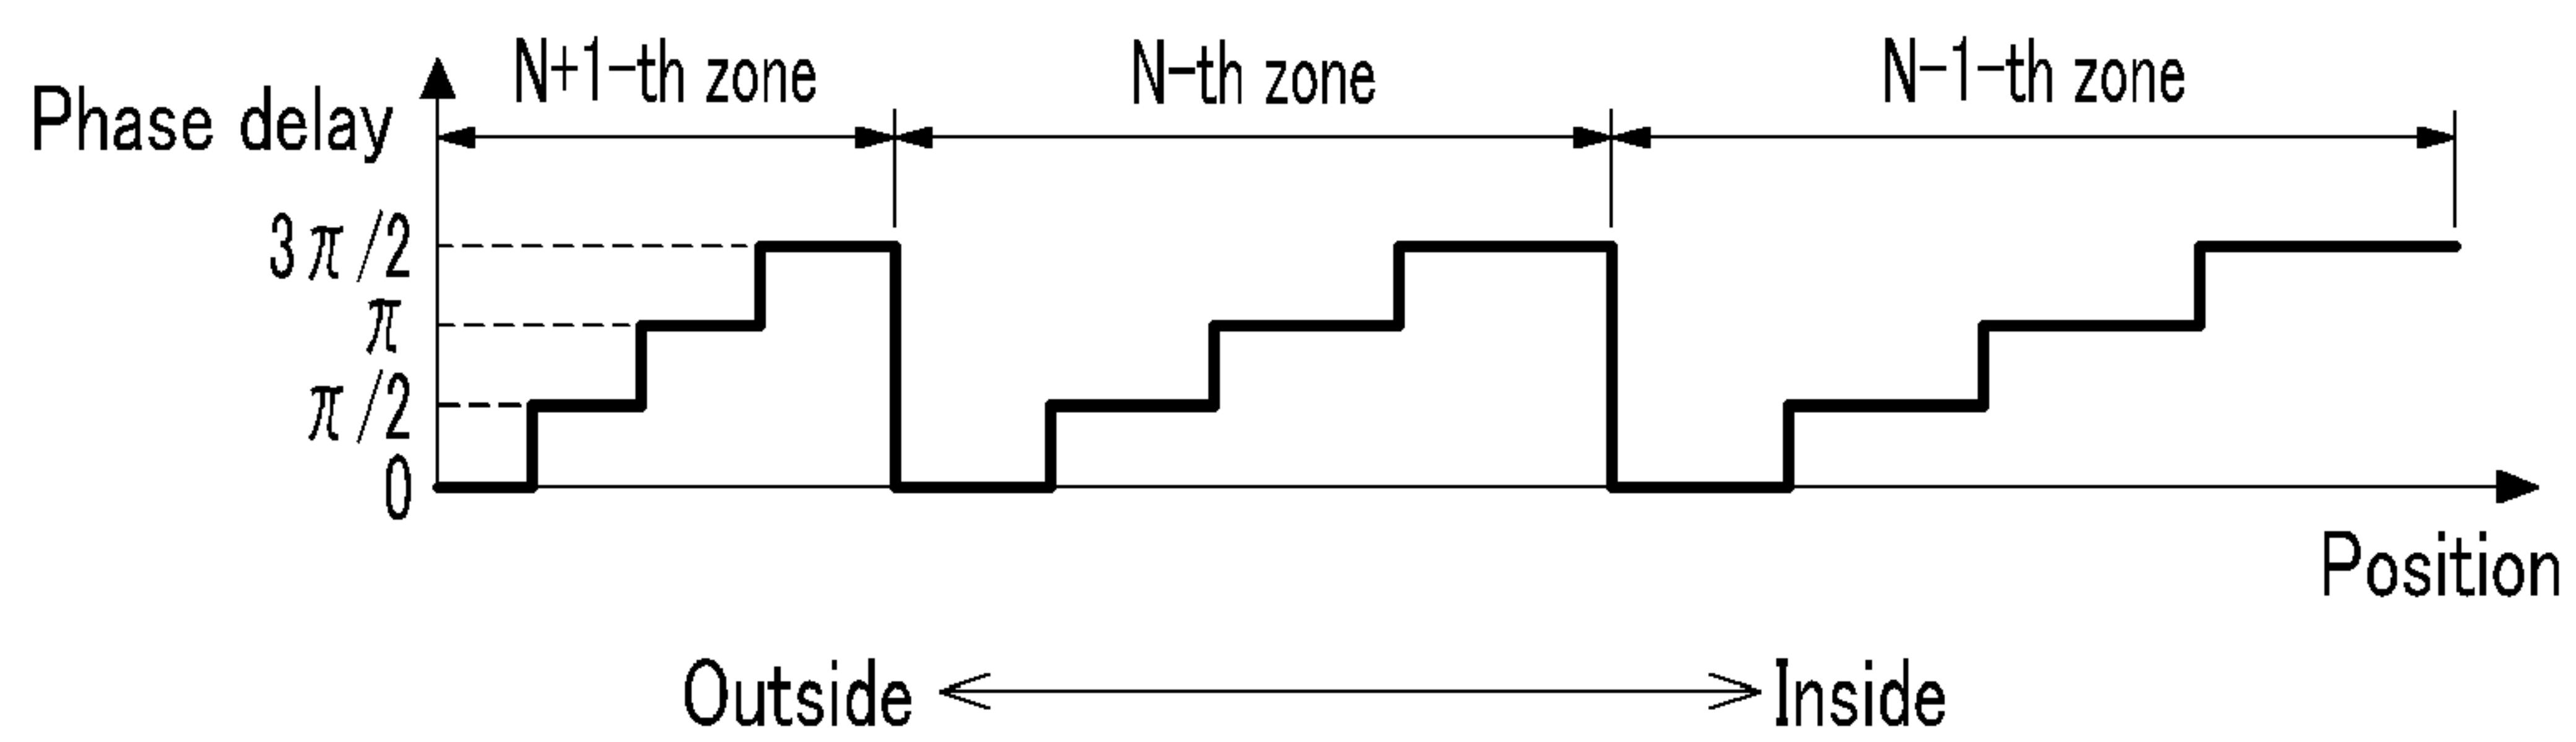 N+1-th zone
N-th zone
N-1-th zone
Phase delay
3π/2
π
π/2
0
Position
Outside
Inside